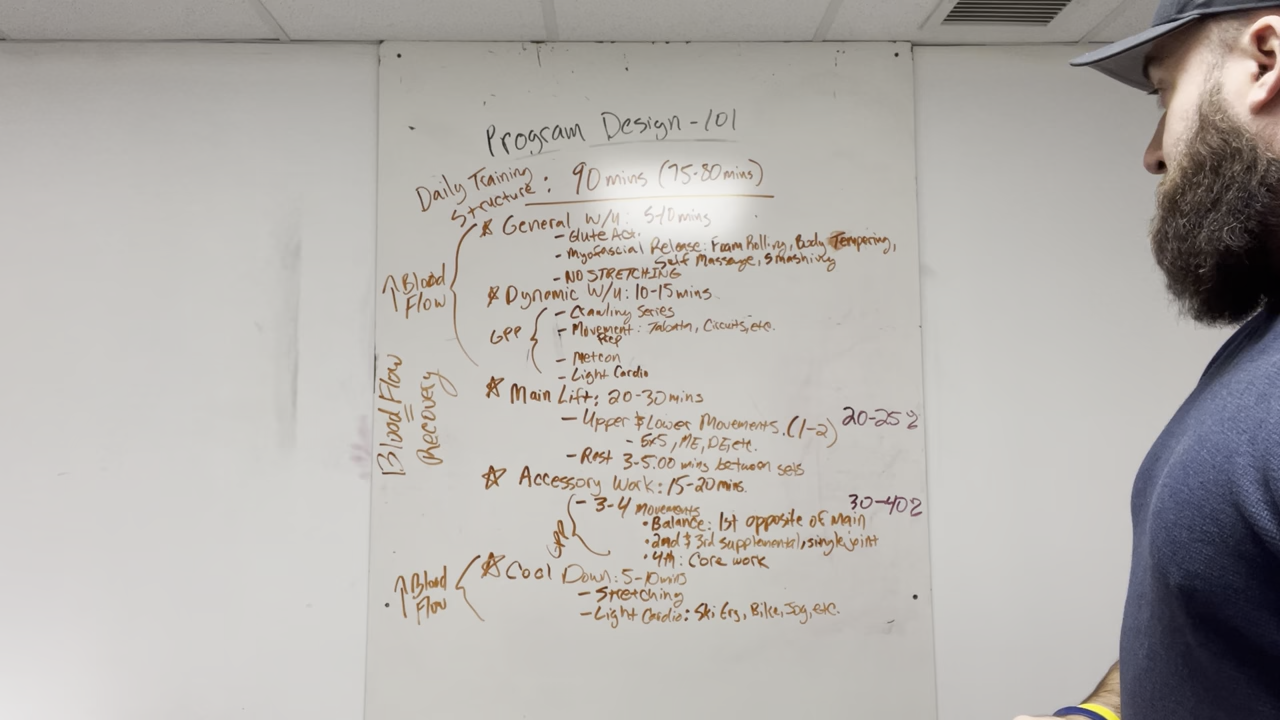 Program Design - 101
Daily Training
Structure: 90 mins (75-80 mins)
☆ General W/U: 5-10 mins
- Glute Act.
- Myofascial Release: Foam Rolling, Body Tempering,
Self Massage, Smashing
- NO STRETCHING
↑ Blood
Flow
☆ Dynamic W/U: 10-15 mins
GPP
- Crawling Series
- Movement: Tabata, Circuits, etc.
Prep
- Metcon
- Light Cardio
Blood Flow
=
Recovery
☆ Main Lift: 20-30 mins
- Upper & Lower Movements. (1-2) 20-25%
- 5x5, ME, DE, etc.
- Rest 3-5:00 mins between sets
☆ Accessory Work: 15-20 mins.
- 3-4 movements 30-40%
GPP
• Balance: 1st opposite of main
• 2nd & 3rd supplemental, single joint
• 4th: Core work
☆ Cool Down: 5-10 mins
↑ Blood
Flow
- Stretching
- Light Cardio: Ski Erg, Bike, Jog, etc.